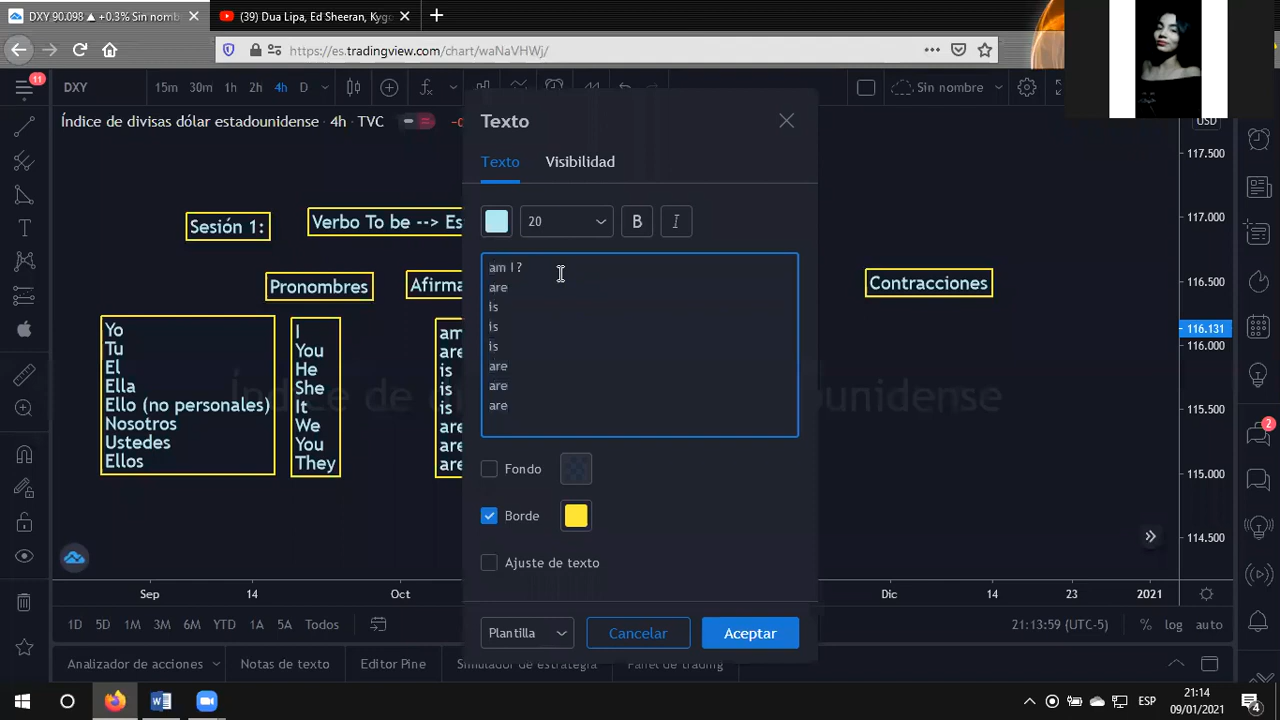 DXY 90.098 ▲ +0.3% Sin nomb
(39) Dua Lipa, Ed Sheeran, Kygo
https://es.tradingview.com/chart/waNaVHWj/
11
DXY 15m 30m 1h 2h 4h D
Sin nombre
Índice de divisas dólar estadounidense · 4h · TVC
USD
Texto
Texto Visibilidad
20 B I
am I ?
are
is
is
is
are
are
are
Fondo
Borde
Ajuste de texto
Plantilla Cancelar Aceptar
Sesión 1: Verbo To be --> Es
Pronombres Afirma Contracciones
Yo
Tu
El
Ella
Ello (no personales)
Nosotros
Ustedes
Ellos
I
You
He
She
It
We
You
They
am
are
is
is
is
are
are
are
117.500
117.000
116.500
116.131
116.000
115.500
115.000
114.500
2
Sep 14 Oct Dic 14 23 2021
1D 5D 1M 3M 6M YTD 1A 5A Todos 21:13:59 (UTC-5) % log auto
Analizador de acciones Notas de texto Editor Pine Simulador de estrategia Panel de trading
ESP 21:14
09/01/2021
4